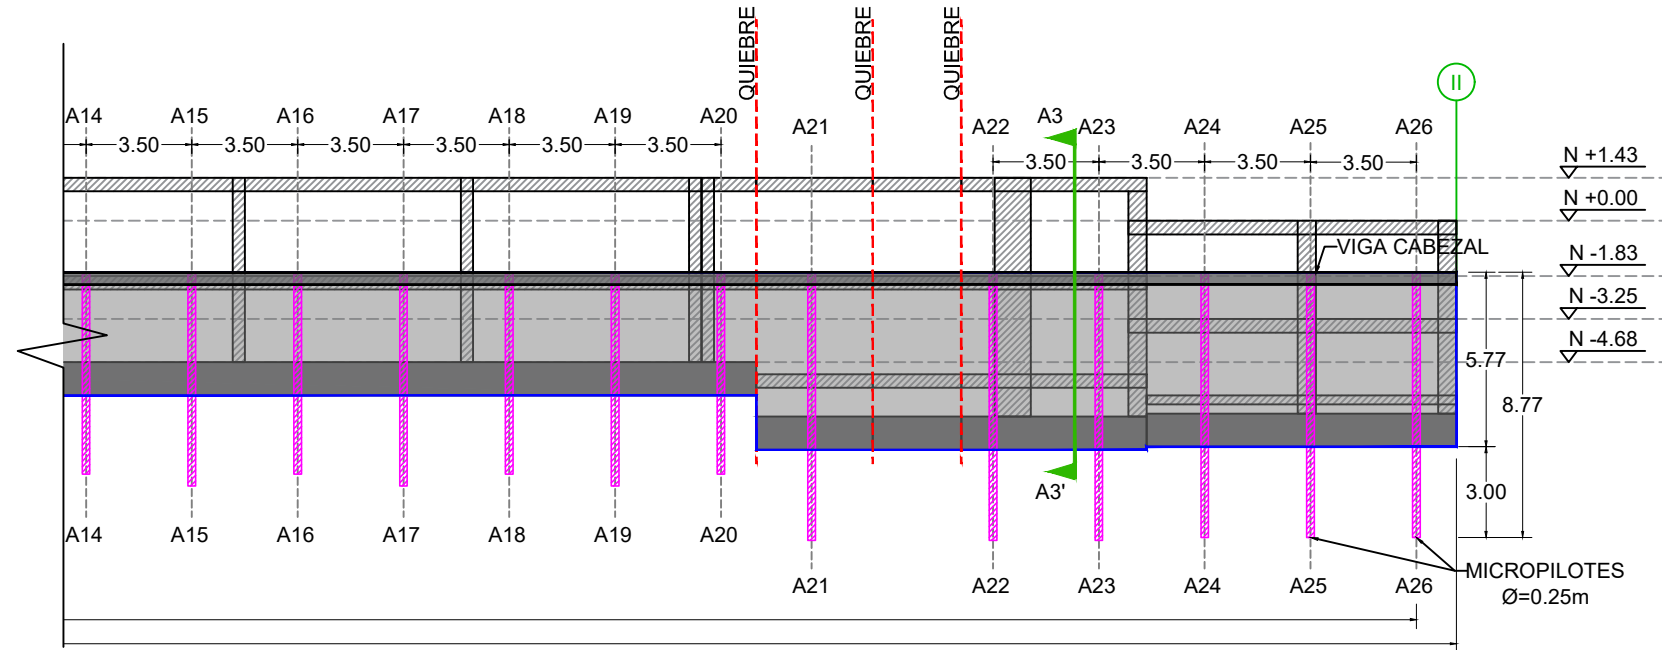 QUIEBRE
QUIEBRE
QUIEBRE
II
A14
A15
A16
A17
A18
A19
A20
A21
A22
A3
A23
A24
A25
A26
3.50
3.50
3.50
3.50
3.50
3.50
3.50
3.50
3.50
3.50
N +1.43
N +0.00
VIGA CABEZAL
N -1.83
N -3.25
N -4.68
5.77
8.77
3.00
A3'
A14
A15
A16
A17
A18
A19
A20
A21
A22
A23
A24
A25
A26
MICROPILOTES
Ø=0.25m